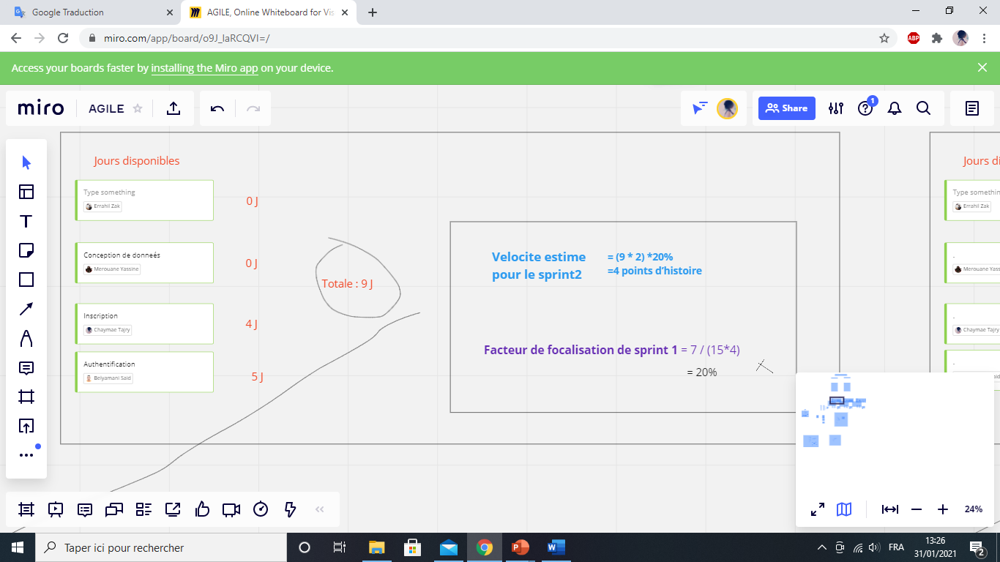 Google Traduction
AGILE, Online Whiteboard for Vis
miro.com/app/board/o9J_laRCQVI=/
ABP
Access your boards faster by installing the Miro app on your device.
miro
AGILE
Share
1
Jours disponibles
Type something
Errahil Zak
0 J
Conception de donneés
Merouane Yassine
0 J
Inscription
Chaymae Tajry
4 J
Authentification
Belyamani Said
5 J
Totale : 9 J
Velocite estime
pour le sprint2
= (9 * 2) *20%
=4 points d’histoire
Facteur de focalisation de sprint 1 = 7 / (15*4)
= 20%
Jours di
Type somethin
Errahil Zak
-
Merouane Yass
-
Chaymae Tajry
-
aid
24%
Taper ici pour rechercher
FRA
13:26
31/01/2021
2